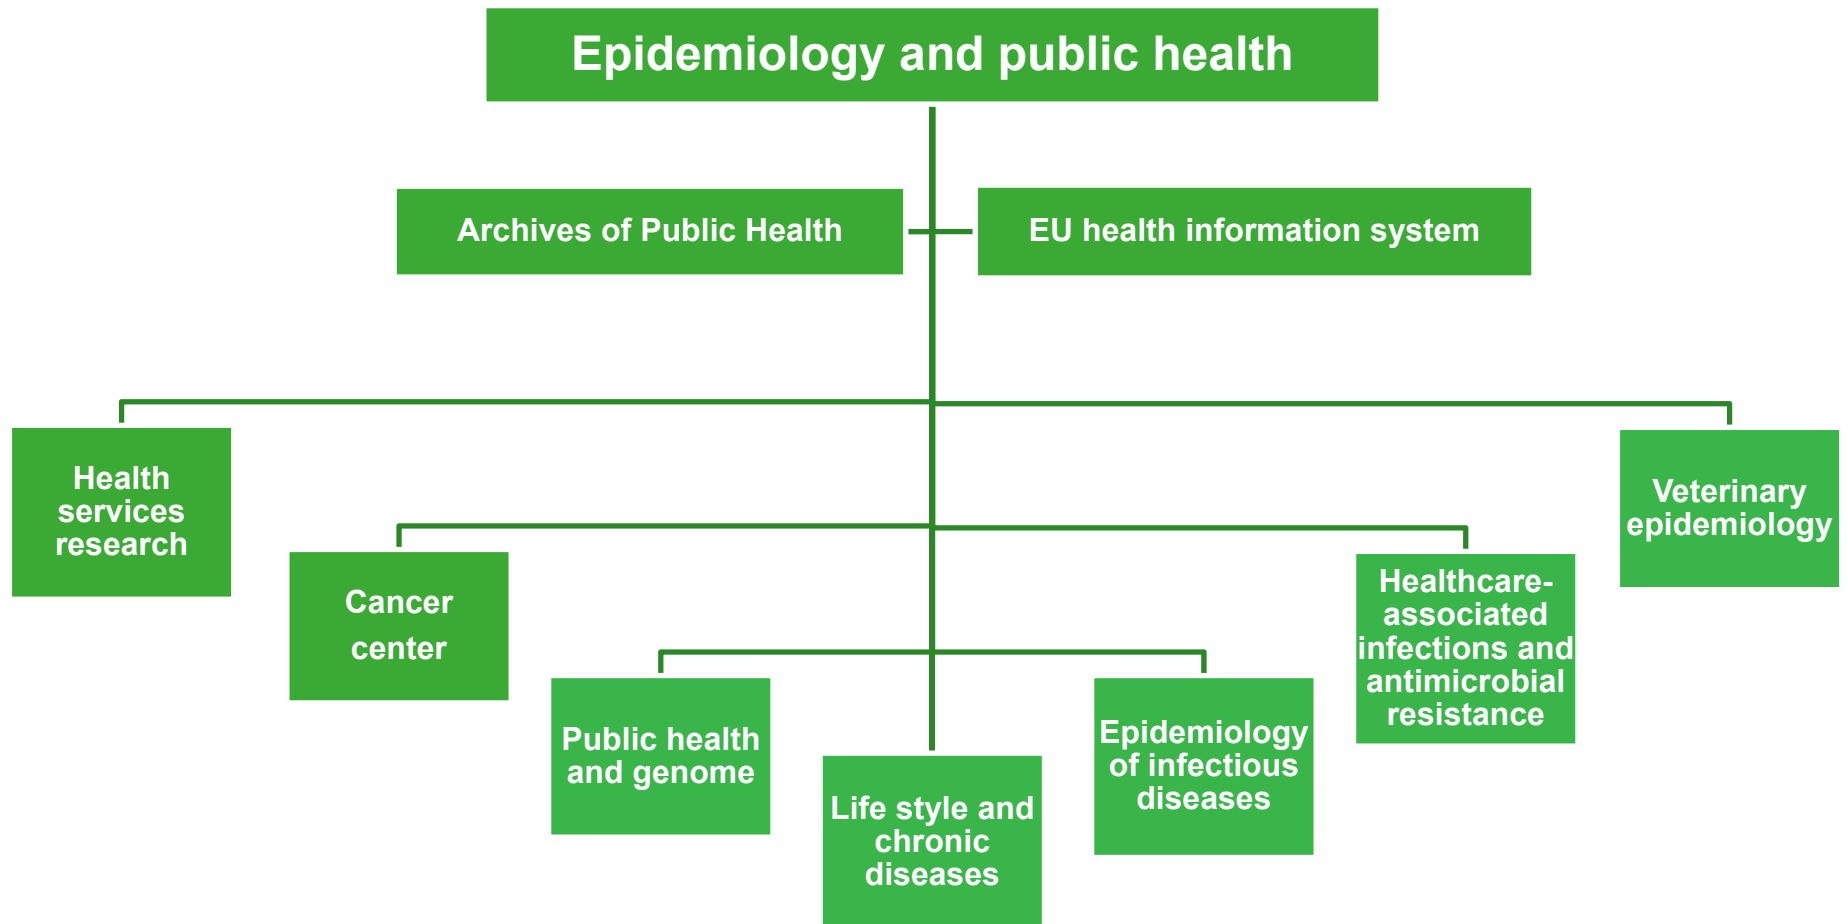 Epidemiology and public health
Archives of Public Health
EU health information system
Health
services
research
Cancer
center
Public health
and genome
Life style and
chronic
diseases
Epidemiology
of infectious
diseases
Healthcare-
associated
infections and
antimicrobial
resistance
Veterinary
epidemiology